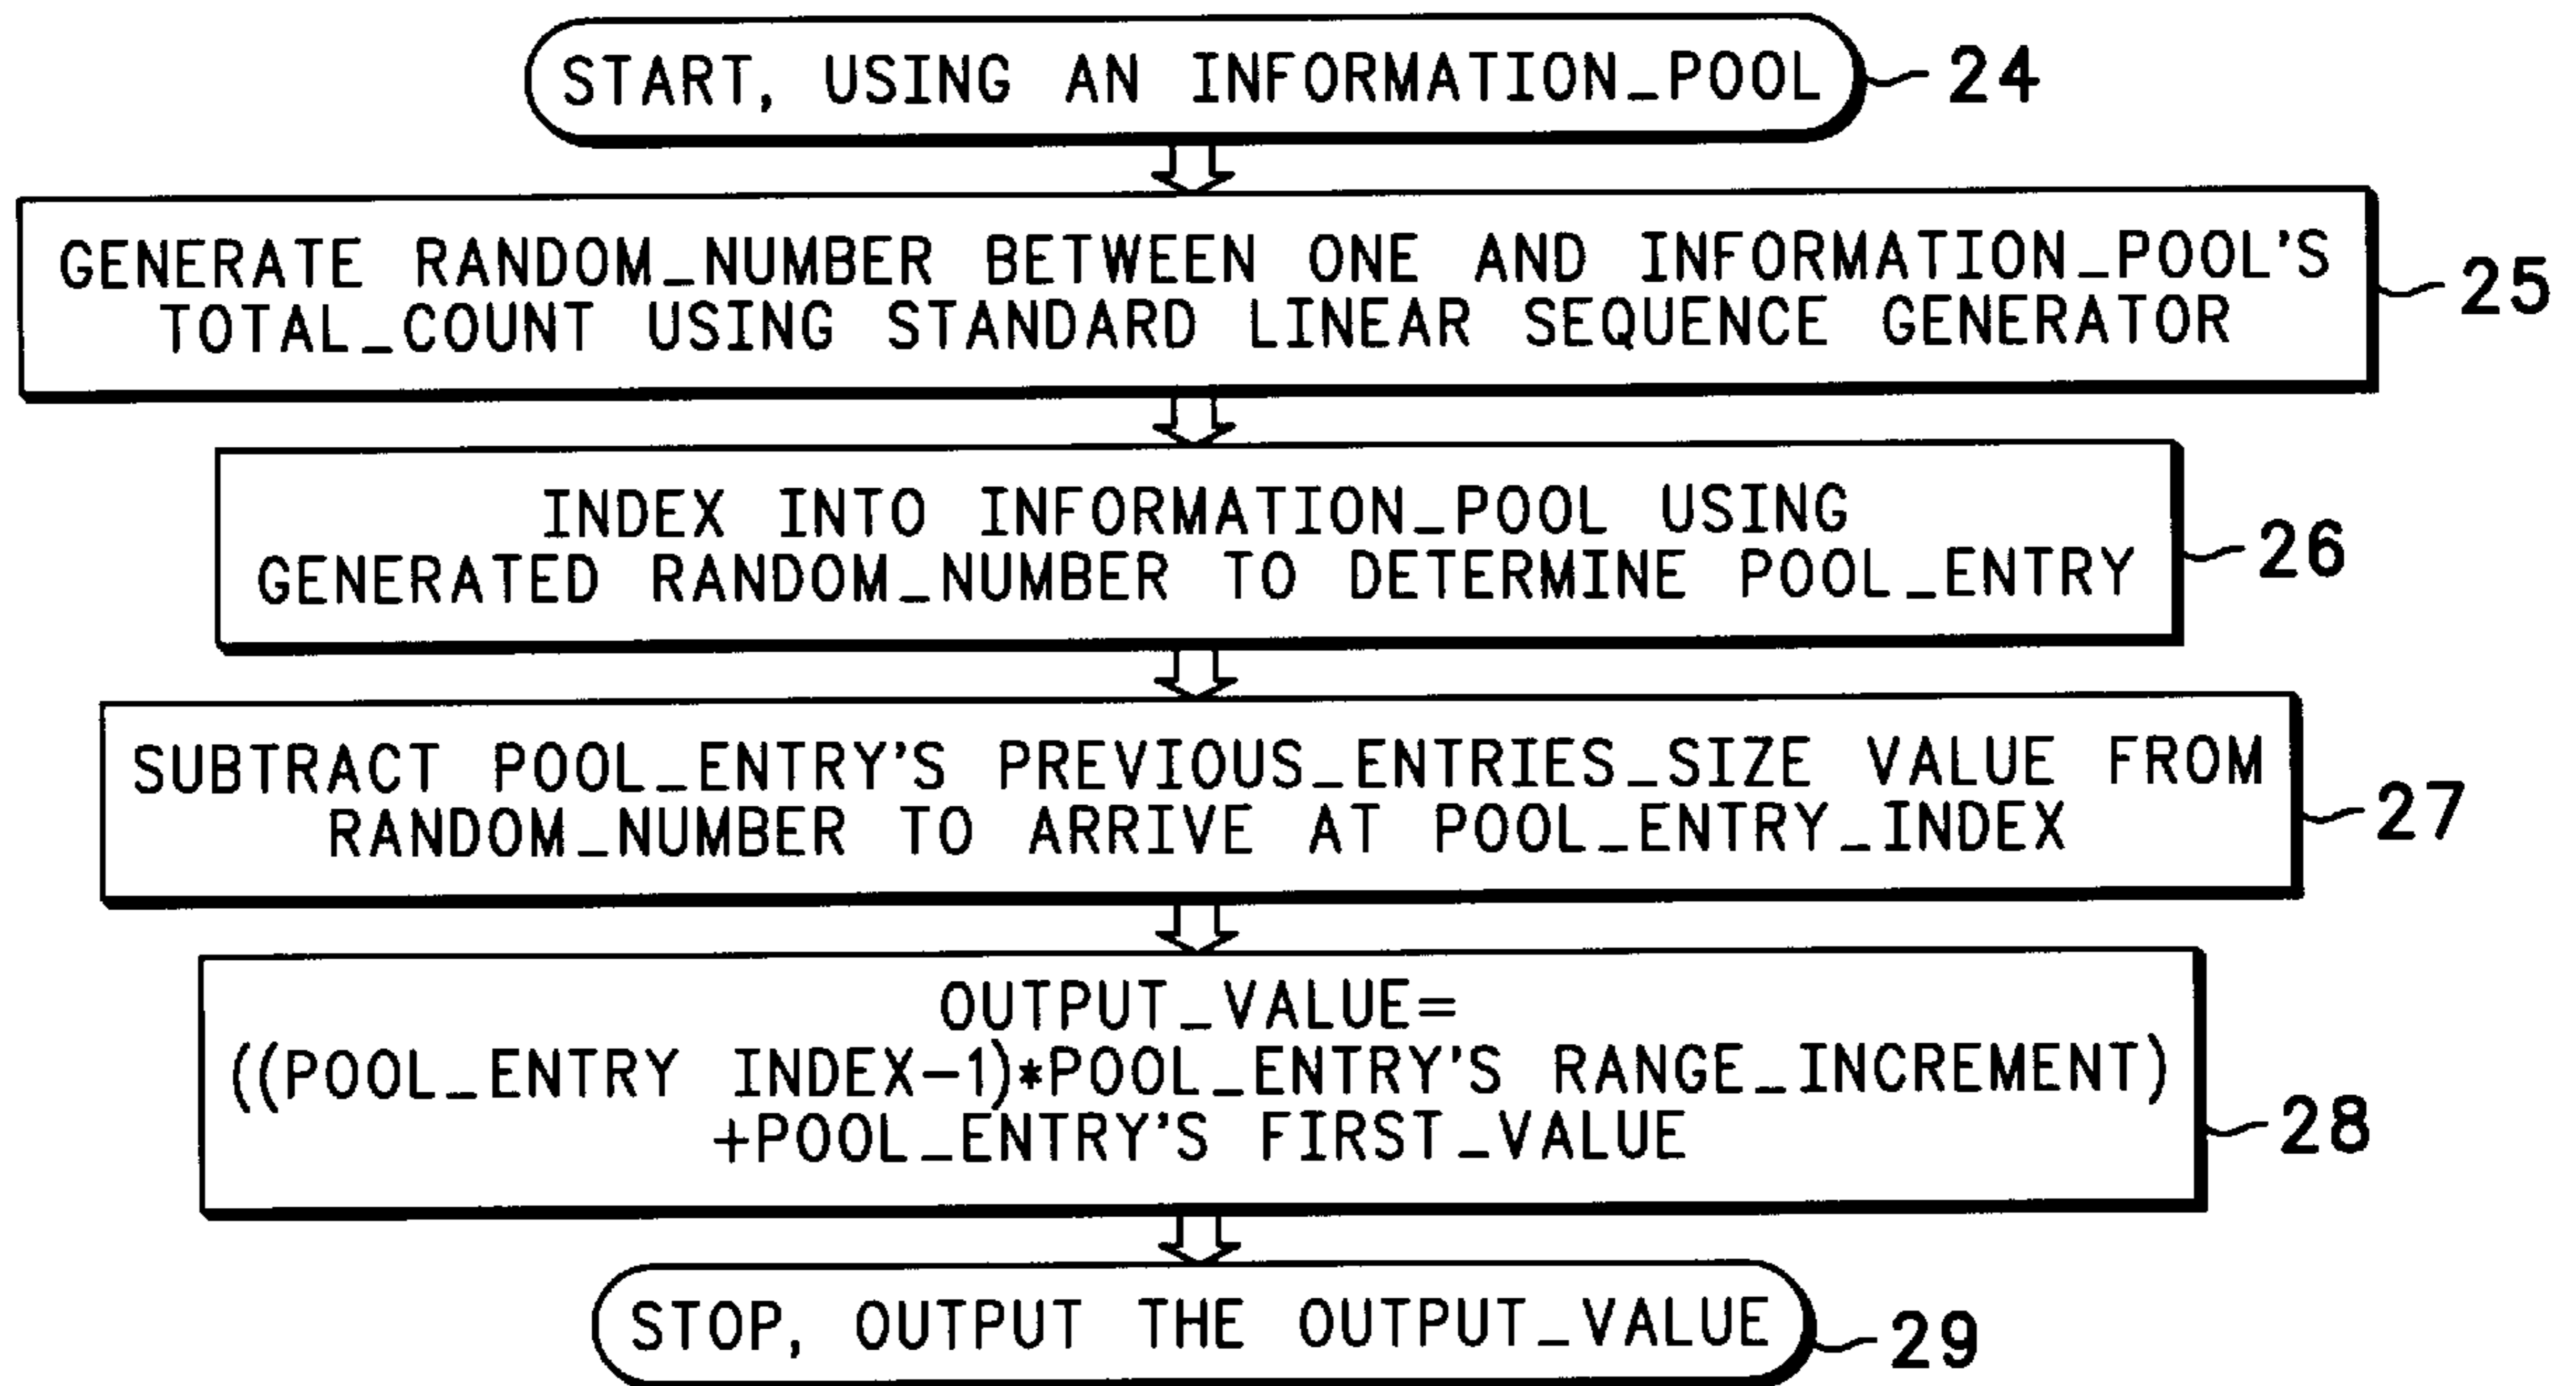 START, USING AN INFORMATION_POOL 24
GENERATE RANDOM_NUMBER BETWEEN ONE AND INFORMATION_POOL'S
TOTAL_COUNT USING STANDARD LINEAR SEQUENCE GENERATOR
25
INDEX INTO INFORMATION_POOL USING
GENERATED RANDOM_NUMBER TO DETERMINE POOL_ENTRY
26
SUBTRACT POOL_ENTRY'S PREVIOUS_ENTRIES_SIZE VALUE FROM
RANDOM_NUMBER TO ARRIVE AT POOL_ENTRY_INDEX
27
OUTPUT_VALUE=
((POOL_ENTRY INDEX-1)*POOL_ENTRY'S RANGE_INCREMENT)
+POOL_ENTRY'S FIRST_VALUE
28
STOP, OUTPUT THE OUTPUT_VALUE 29